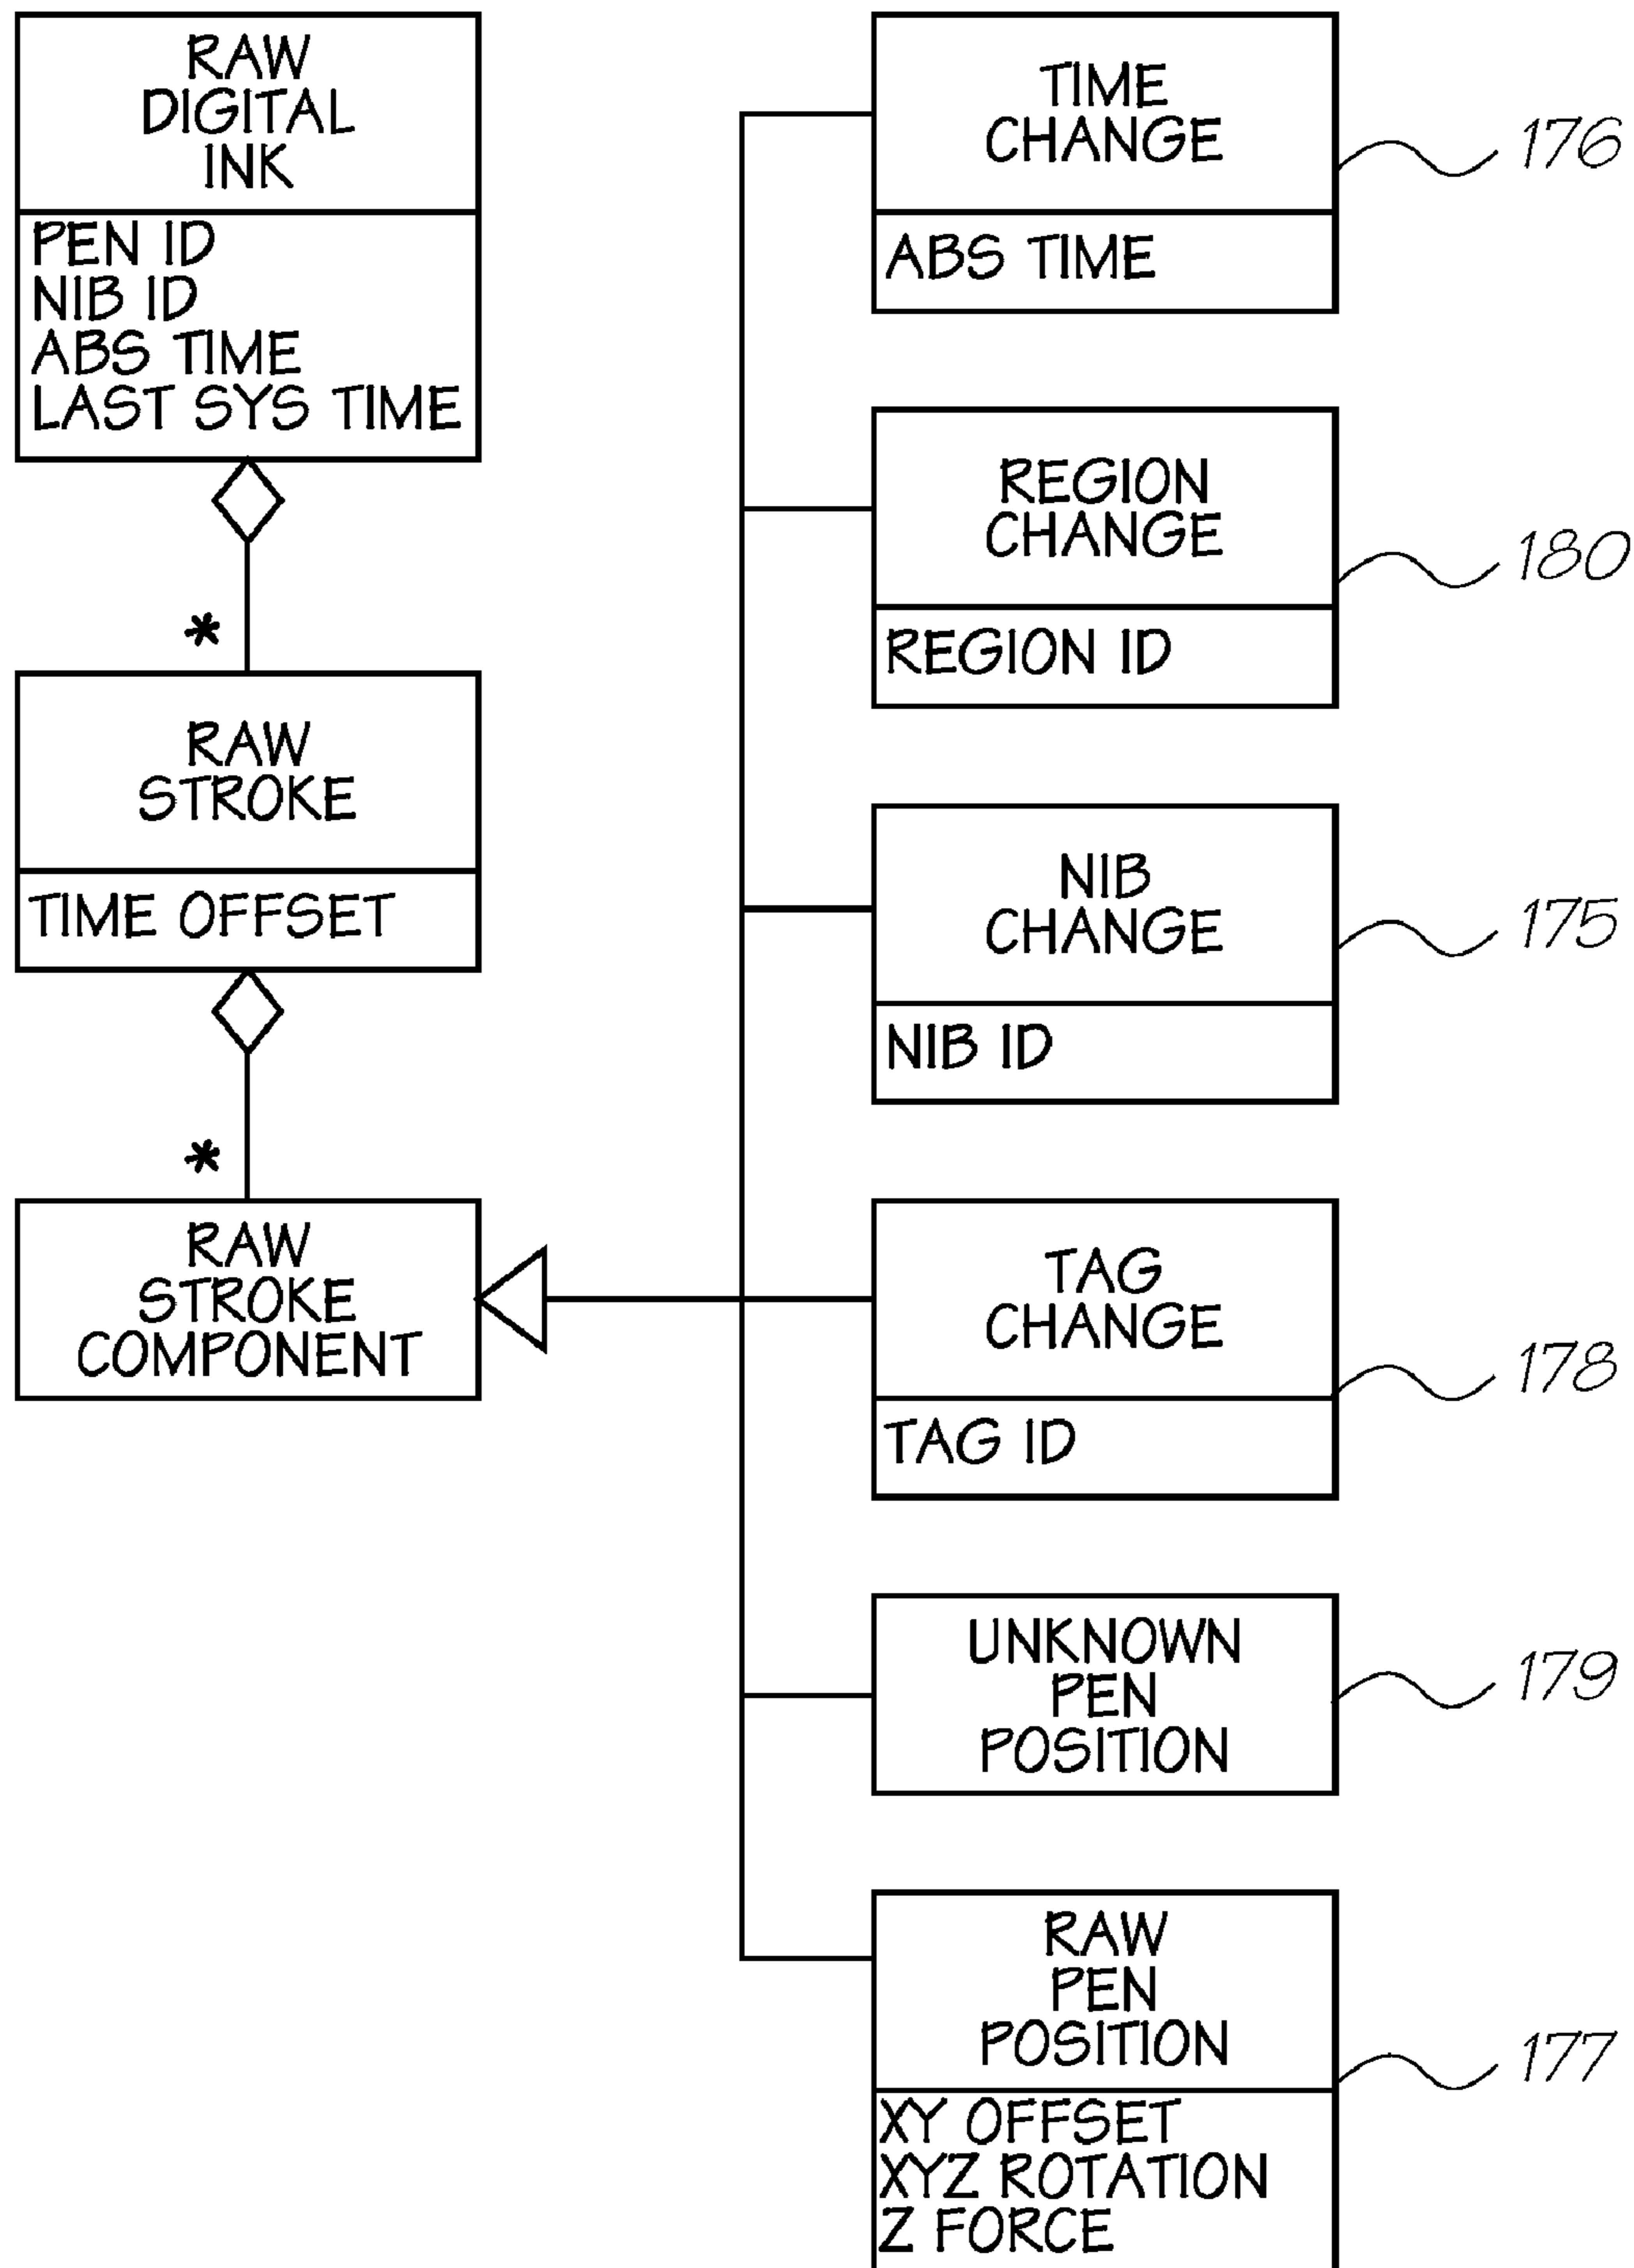 RAW
DIGITAL
INK
PEN ID
NIB ID
ABS TIME
LAST SYS TIME
*
RAW
STROKE
TIME OFFSET
*
RAW
STROKE
COMPONENT
TIME
CHANGE
ABS TIME
176
REGION
CHANGE
REGION ID
180
NIB
CHANGE
NIB ID
175
TAG
CHANGE
TAG ID
178
UNKNOWN
PEN
POSITION
179
RAW
PEN
POSITION
XY OFFSET
XYZ ROTATION
Z FORCE
177